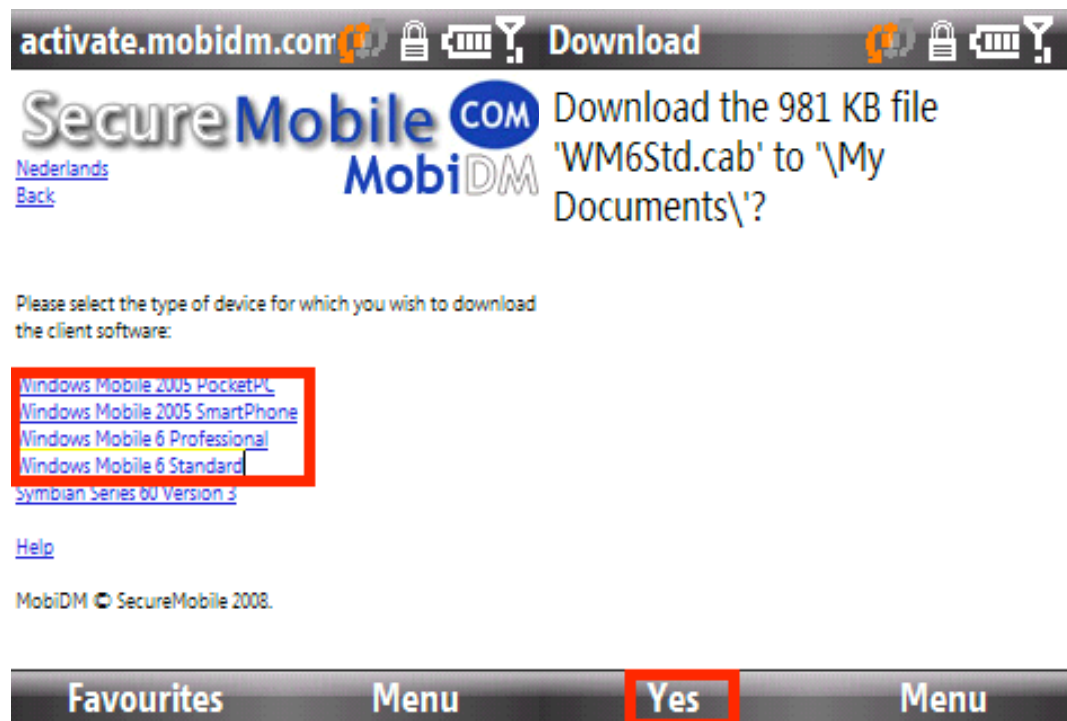 activate.mobidm.com
Secure Mobile COM
MobiDM
Nederlands
Back
Please select the type of device for which you wish to download
the client software:
Windows Mobile 2005 PocketPC
Windows Mobile 2005 SmartPhone
Windows Mobile 6 Professional
Windows Mobile 6 Standard
Symbian Series 60 Version 3
Help
MobiDM © SecureMobile 2008.
Favourites Menu
Download
Download the 981 KB file
'WM6Std.cab' to '\My
Documents\'?
Yes Menu